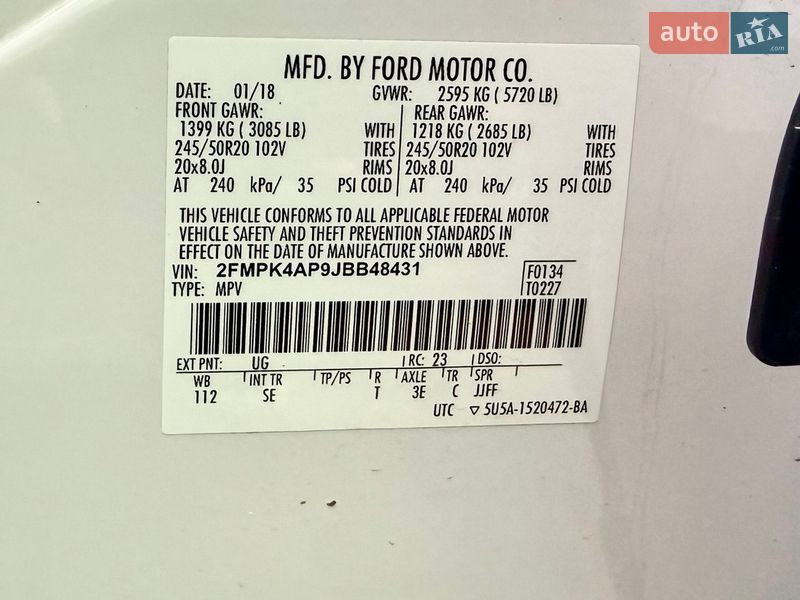 auto RIA
.com
MFD. BY FORD MOTOR CO.
DATE: 01/18 GVWR: 2595 KG ( 5720 LB)
FRONT GAWR: REAR GAWR:
1399 KG ( 3085 LB) WITH 1218 KG ( 2685 LB) WITH
245/50R20 102V TIRES 245/50R20 102V TIRES
20x8.0J RIMS 20x8.0J RIMS
AT 240 kPa/ 35 PSI COLD AT 240 kPa/ 35 PSI COLD
THIS VEHICLE CONFORMS TO ALL APPLICABLE FEDERAL MOTOR
VEHICLE SAFETY AND THEFT PREVENTION STANDARDS IN
EFFECT ON THE DATE OF MANUFACTURE SHOWN ABOVE.
VIN: 2FMPK4AP9JBB48431 F0134
TYPE: MPV T0227
EXT PNT: UG RC: 23 DSO:
WB INT TR TP/PS R AXLE TR SPR
112 SE T 3E C JJFF
UTC ▽ 5U5A-1520472-BA